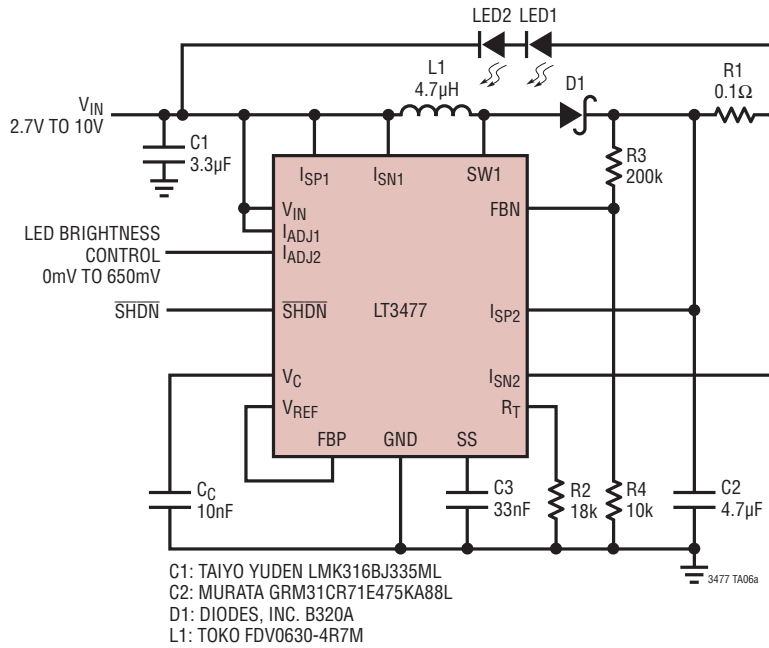 LED2 LED1
L1
4.7µH
D1
R1
0.1Ω
VIN
2.7V TO 10V
C1
3.3µF
R3
200k
ISP1
ISN1
SW1
VIN
FBN
IADJ1
LED BRIGHTNESS
CONTROL
0mV TO 650mV
IADJ2
SHDN
SHDN
LT3477
ISP2
VC
ISN2
VREF
RT
FBP
GND
SS
CC
10nF
C3
33nF
R2
18k
R4
10k
C2
4.7µF
3477 TA06a
C1: TAIYO YUDEN LMK316BJ335ML
C2: MURATA GRM31CR71E475KA88L
D1: DIODES, INC. B320A
L1: TOKO FDV0630-4R7M